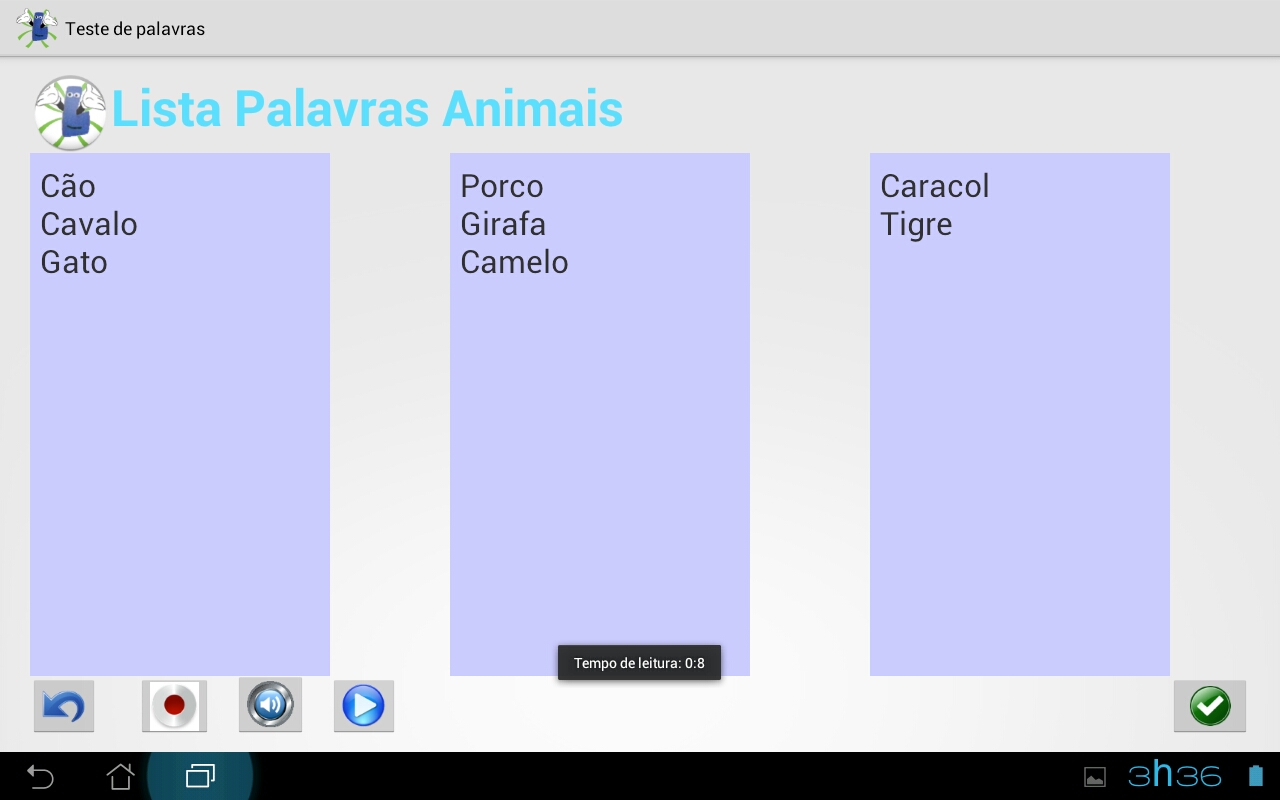 Teste de palavras
Lista Palavras Animais
Cão
Cavalo
Gato
Porco
Girafa
Camelo
Caracol
Tigre
Tempo de leitura: 0:8
3h36